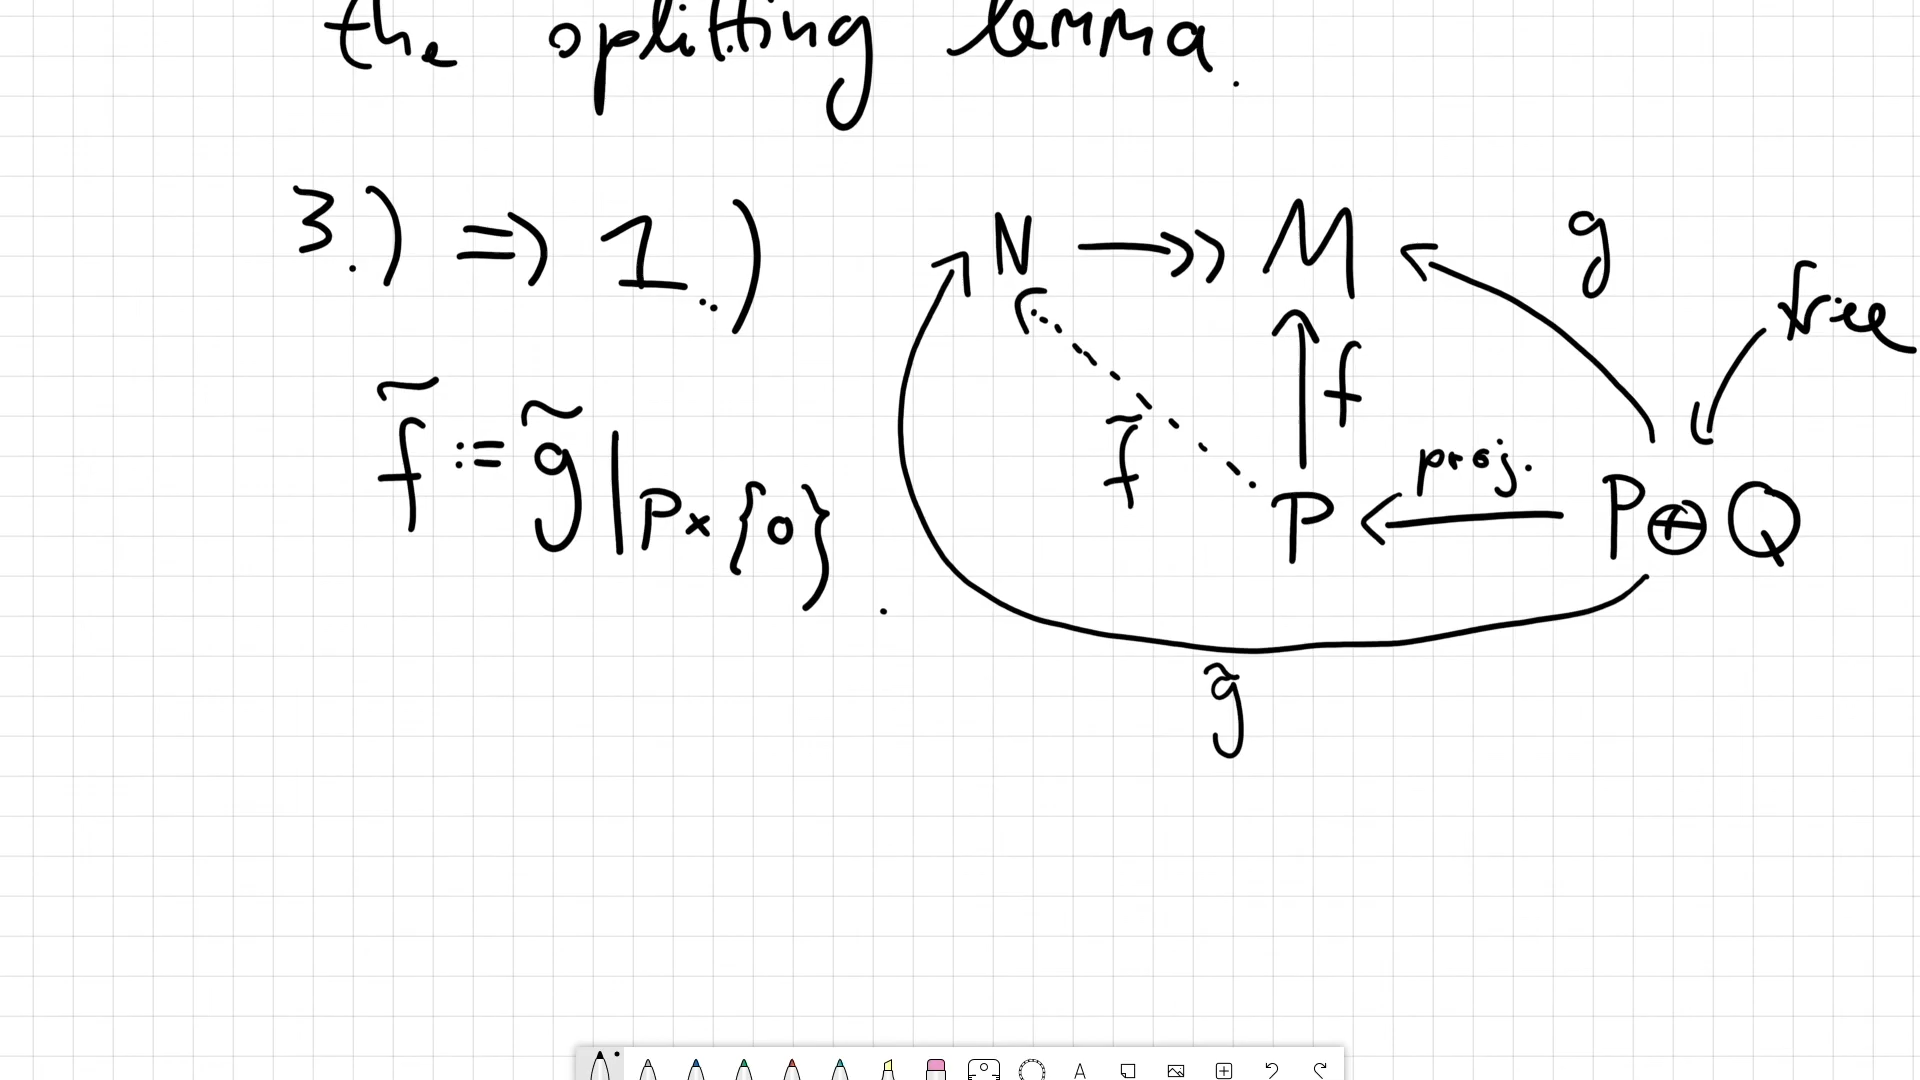 the splitting lemma.
3.) => 1.) N ->> M g
free
f̃ := g̃|P×{0} . f̃ f
proj.
P <- P⊕Q
g̃